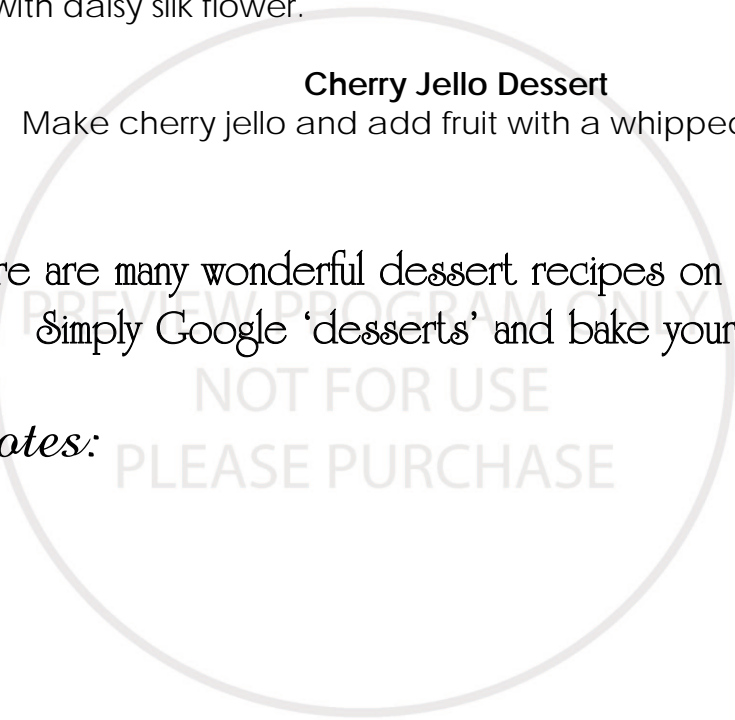 with daisy silk flower.
Cherry Jello Dessert
Make cherry jello and add fruit with a whipped
re are many wonderful dessert recipes on
PREVIEW PROGRAM ONLY
Simply Google ‘desserts’ and bake your
NOT FOR USE
otes:
PLEASE PURCHASE